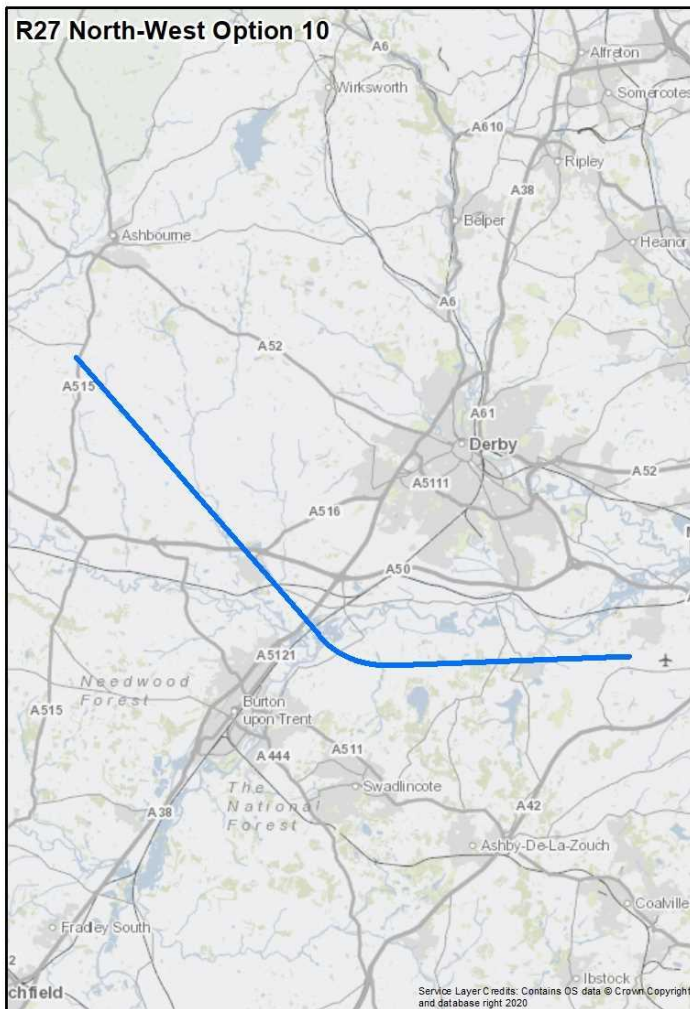 R27 North-West Option 10
A6
Alfreton
Wirksworth
Somercotes
A610
Ripley
A38
Belper
Ashbourne
Heanor
A6
A52
A515
A61
Derby
A52
A5111
A516
A50
A5121
Needwood
Forest
A515
Burton
upon Trent
A 444
A511
The
National
Forest
Swadlincote
A42
A38
Ashby-De-La-Zouch
Coalville
Fradley South
2
Ibstock
chfield
Service Layer Credits: Contains OS data © Crown Copyright
and database right 2020